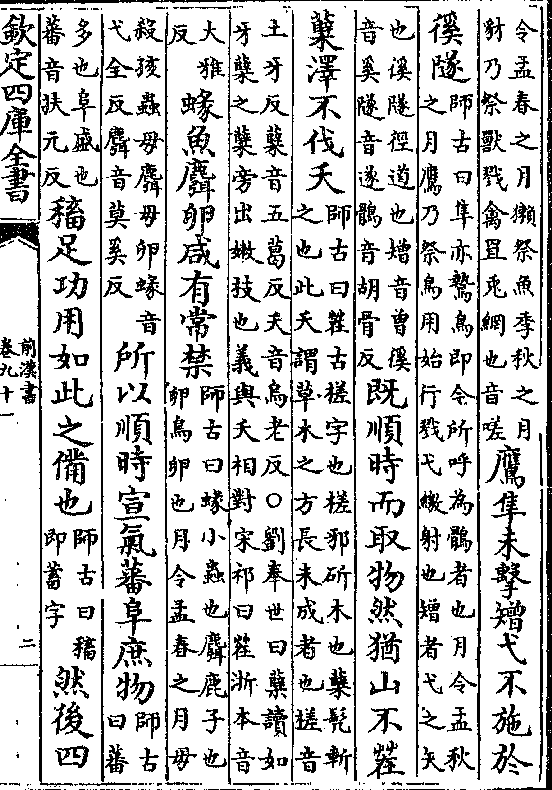 令孟春之月獺祭魚季秋之月
豺乃祭獸戮禽罝兎網也音嗟
鷹隼未擊矰弋不施於
徯隧
師古曰隼亦鷙鳥即今所呼為鶻者也月令孟秋
之月鷹乃祭鳥用始行戮弋繳射也矰者弋之矢
也徯隧徑道也矰音曾徯
音奚隧音遂鶻音胡骨反
既順時而取物然猶山不茬
蘖澤不伐夭
師古曰茬古槎字也槎邪斫木也蘖髡斬
之也此夭謂草木之方長未成者也槎音
土牙反蘖音五葛反夭音烏老反○劉奉世曰蘖讀如
牙蘖之蘖旁出嫩枝也義與夭相對宋祁曰茬浙本音
大雅
反
蝝魚麛卵咸有常禁
師古曰蝝小蟲也麛鹿子也
卵鳥卵也月令孟春之月毋
殺孩蟲毋麛毋卵蝝音
弋全反麛音莫奚反
所以順時宣氣蕃阜庶物
師古
曰蕃
多也阜盛也
蕃音扶元反
稸足功用如此之備也
師古曰稸
即蓄字
然後四
欽定四庫全書
前漢書
卷九十一
二